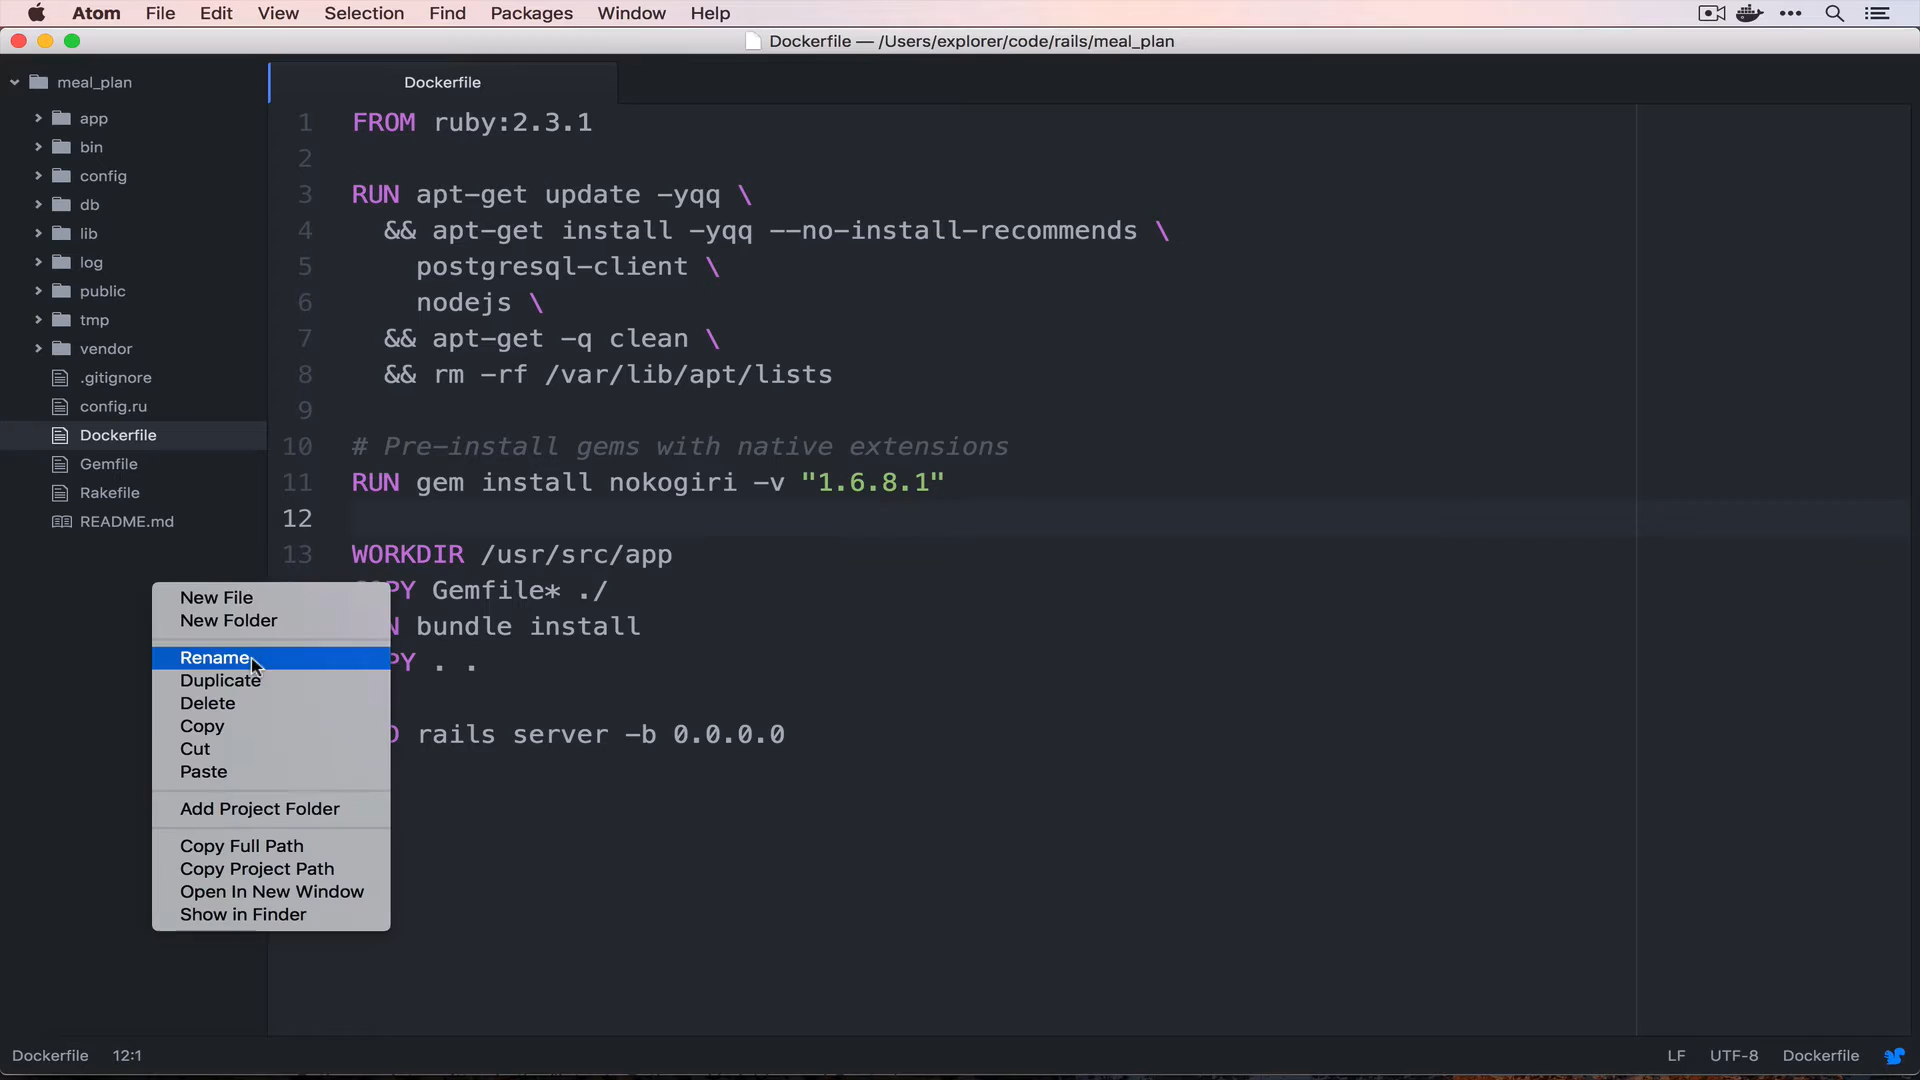 Atom File Edit View Selection Find Packages Window Help
Dockerfile — /Users/explorer/code/rails/meal_plan
meal_plan
app
bin
config
db
lib
log
public
tmp
vendor
.gitignore
config.ru
Dockerfile
Gemfile
Rakefile
README.md
Dockerfile
1 FROM ruby:2.3.1
2
3 RUN apt-get update -yqq \
4 && apt-get install -yqq --no-install-recommends \
5 postgresql-client \
6 nodejs \
7 && apt-get -q clean \
8 && rm -rf /var/lib/apt/lists
9
10 # Pre-install gems with native extensions
11 RUN gem install nokogiri -v "1.6.8.1"
12
13 WORKDIR /usr/src/app
PY Gemfile* ./
N bundle install
PY . .
D rails server -b 0.0.0.0
New File
New Folder
Rename
Duplicate
Delete
Copy
Cut
Paste
Add Project Folder
Copy Full Path
Copy Project Path
Open In New Window
Show in Finder
Dockerfile 12:1
LF UTF-8 Dockerfile